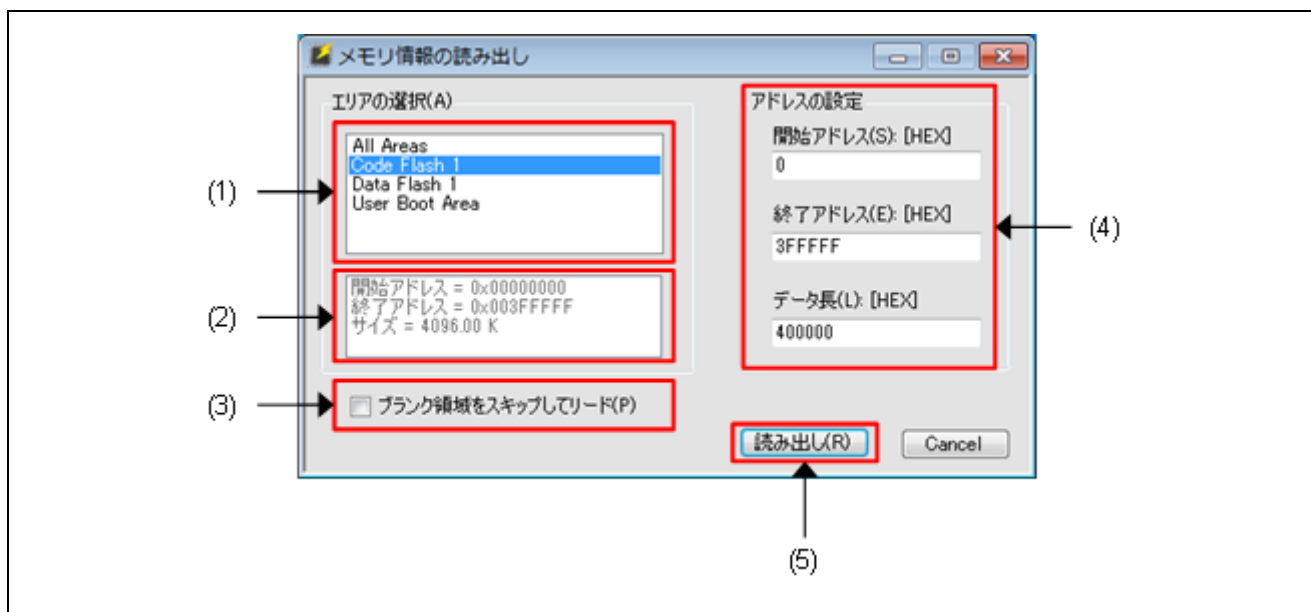 メモリ情報の読み出し
エリアの選択(A)
All Areas
Code Flash 1
Data Flash 1
User Boot Area
(1)
開始アドレス = 0x00000000
終了アドレス = 0x003FFFFF
サイズ = 4096.00 K
(2)
ブランク領域をスキップしてリード(P)
(3)
アドレスの設定
開始アドレス(S): [HEX]
0
終了アドレス(E): [HEX]
3FFFFF
データ長(L): [HEX]
400000
(4)
読み出し(R)
Cancel
(5)